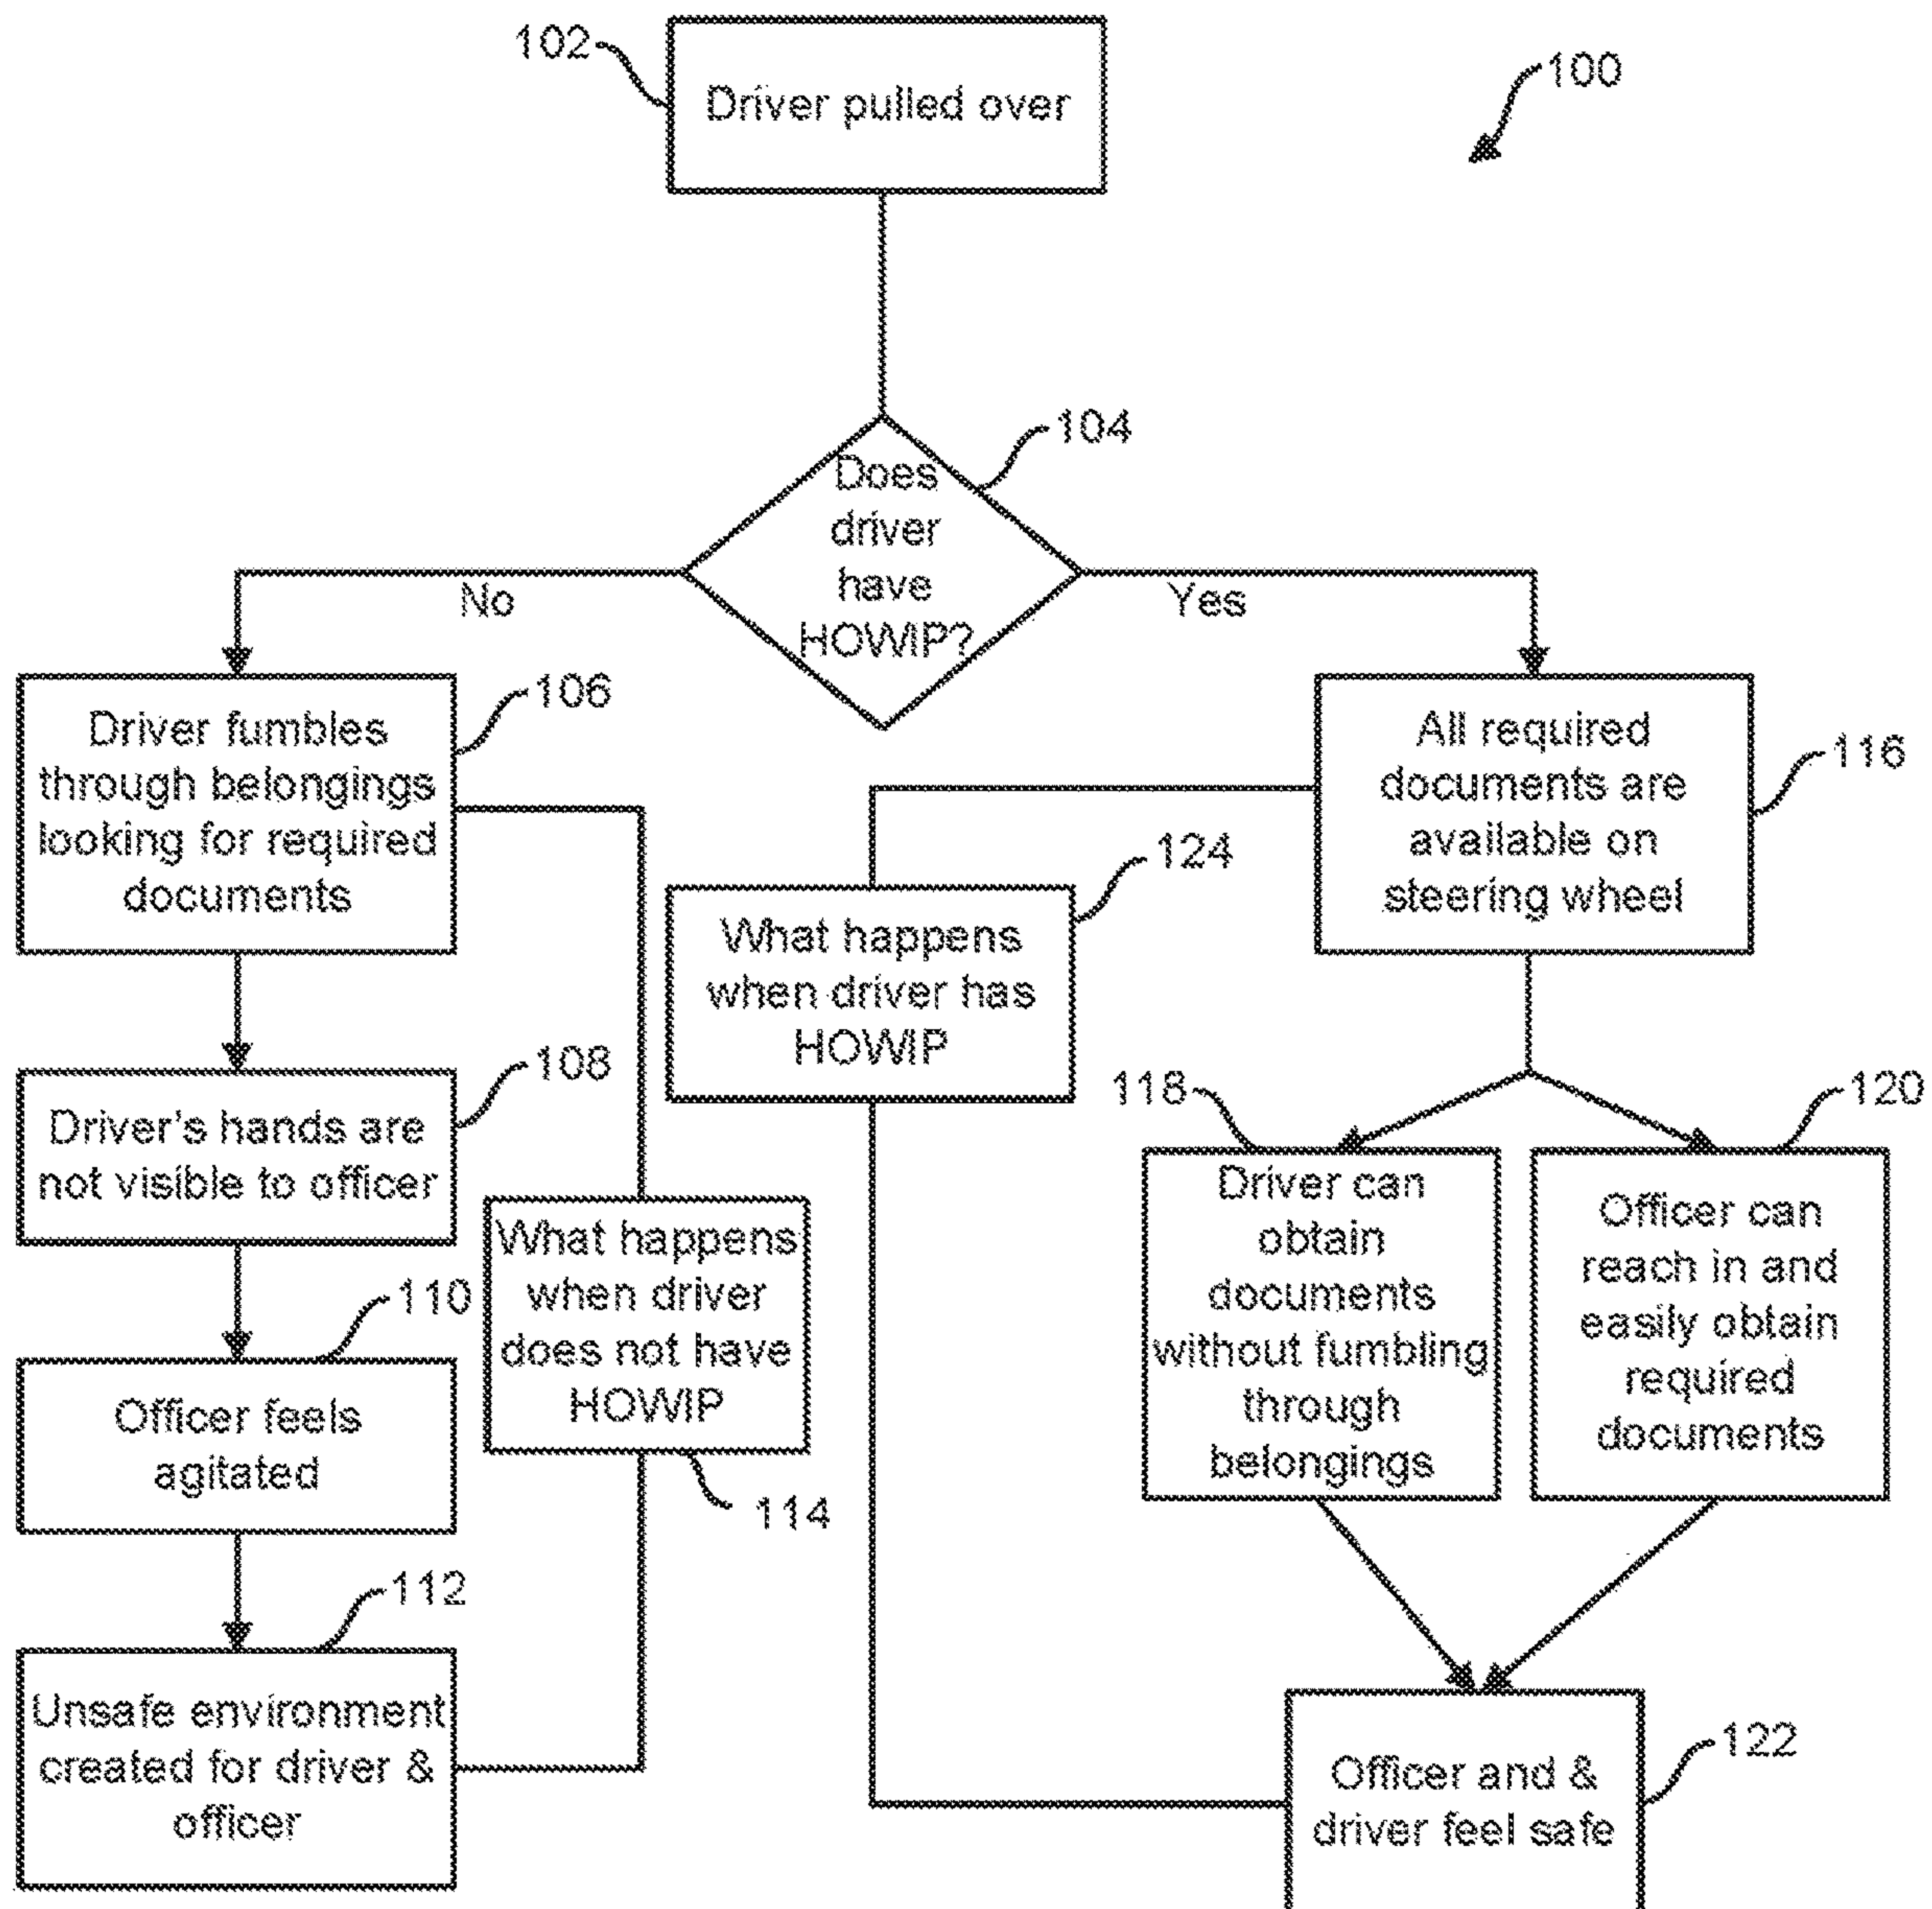 102
Driver pulled over
100
104
Does
driver
have
HOWIP?
No
Yes
106
Driver fumbles
through belongings
looking for required
documents
All required
documents are
available on
steering wheel
116
124
What happens
when driver has
HOWIP
108
Driver's hands are
not visible to officer
118
120
Driver can
obtain
documents
without fumbling
through
belongings
Officer can
reach in and
easily obtain
required
documents
What happens
when driver
does not have
HOWIP
114
110
Officer feels
agitated
112
Unsafe environment
created for driver &
officer
122
Officer and &
driver feel safe